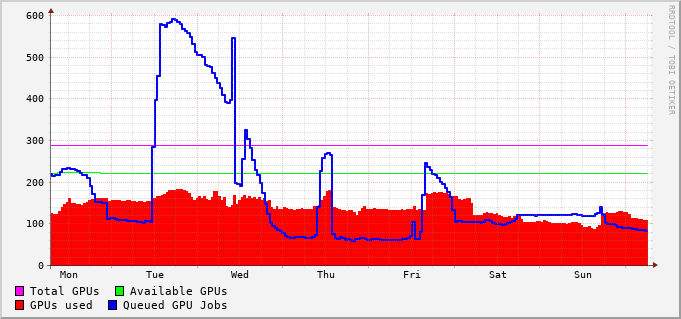 600
500
400
300
200
100
0
Mon Tue Wed Thu Fri Sat Sun
Total GPUs Available GPUs
GPUs used Queued GPU Jobs
RRDTOOL / TOBI OETIKER